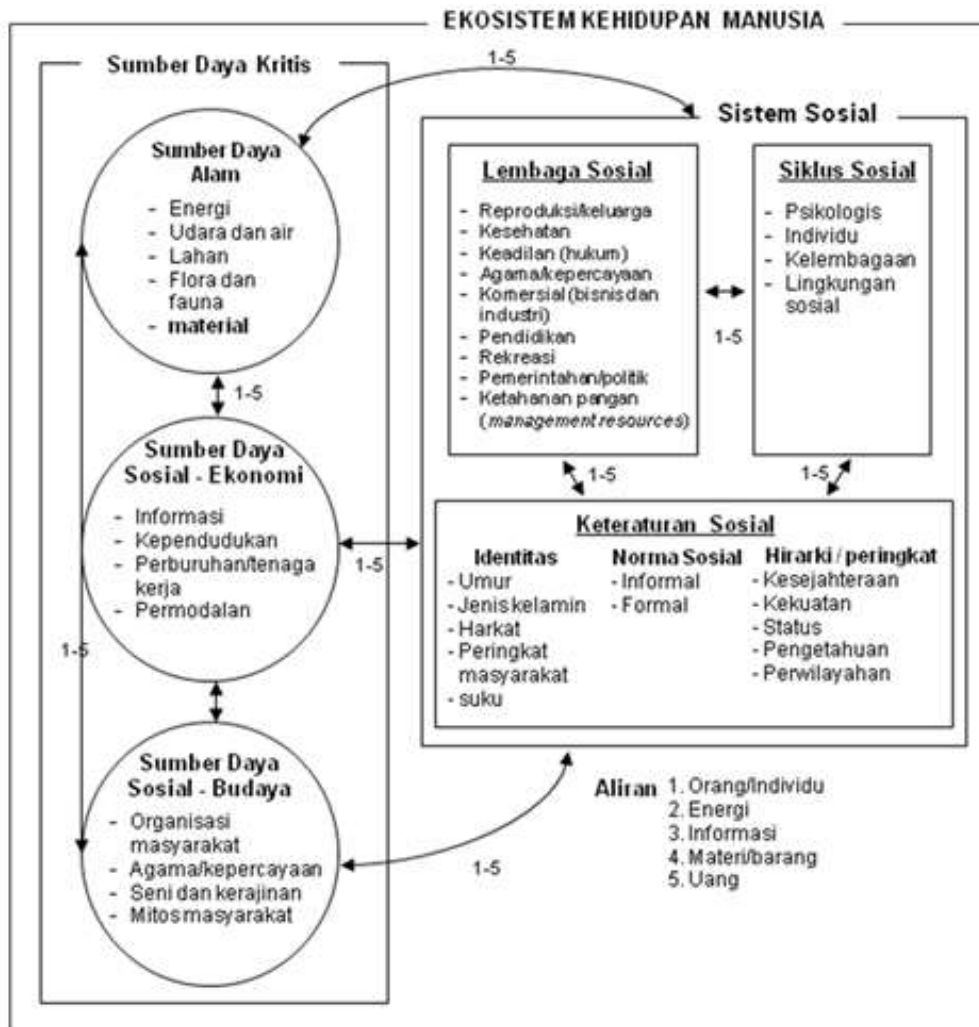 EKOSISTEM KEHIDUPAN MANUSIA
Sumber Daya Kritis
1-5
Sumber Daya
Alam
- Energi
- Udara dan air
- Lahan
- Flora dan
fauna
- material
1-5
Sumber Daya
Sosial - Ekonomi
- Informasi
- Kependudukan
- Perburuhan/tenaga
kerja
- Permodalan
1-5
1-5
Sumber Daya
Sosial - Budaya
- Organisasi
masyarakat
- Agama/kepercayaan
- Seni dan kerajinan
- Mitos masyarakat
1-5
Sistem Sosial
Lembaga Sosial
- Reproduksi/keluarga
- Kesehatan
- Keadilan (hukum)
- Agama/kepercayaan
- Komersial (bisnis dan
industri)
- Pendidikan
- Rekreasi
- Pemerintahan/politik
- Ketahanan pangan
(management resources)
1-5
Siklus Sosial
- Psikologis
- Individu
- Kelembagaan
- Lingkungan
sosial
1-5
1-5
Keteraturan Sosial
Identitas
- Umur
- Jenis kelamin
- Harkat
- Peringkat
masyarakat
- suku
Norma Sosial
- Informal
- Formal
Hirarki / peringkat
- Kesejahteraan
- Kekuatan
- Status
- Pengetahuan
- Perwilayahan
Aliran 1. Orang/Individu
2. Energi
3. Informasi
4. Materi/barang
5. Uang